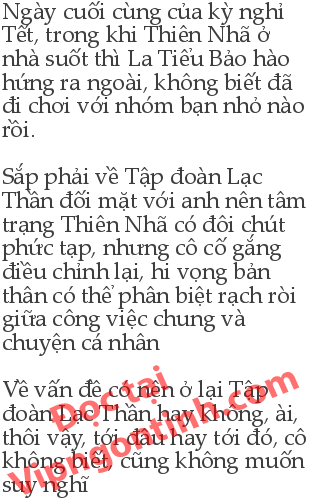 Ngày cuối cùng của kỳ nghỉ
Tết, trong khi Thiên Nhã ở
nhà suốt thì La Tiểu Bảo hào
hứng ra ngoài, không biết đã
đi chơi với nhóm bạn nhỏ nào
rồi.
Sắp phải về Tập đoàn Lạc
Thần đối mặt với anh nên tâm
trạng Thiên Nhã có đôi chút
phức tạp, nhưng cô cố gắng
điều chỉnh lại, hi vọng bản
thân có thể phân biệt rạch ròi
giữa công việc chung và
chuyện cá nhân
Về vấn đề có nên ở lại Tập
đoàn Lạc Thần hay không, ài,
thôi vậy, tới đâu hay tới đó, cô
không biết, cũng không muốn
suy nghĩ
Đọc tại
Vipngontinh.com